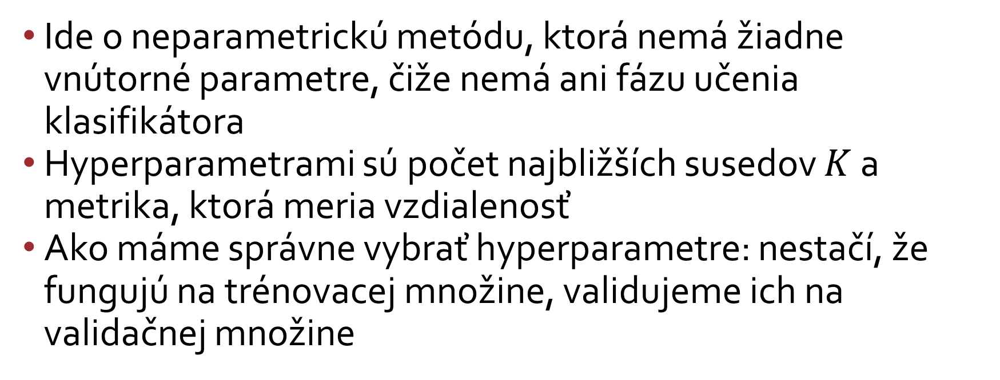 • Ide o neparametrickú metódu, ktorá nemá žiadne
vnútorné parametre, čiže nemá ani fázu učenia
klasifikátora
• Hyperparametrami sú počet najbližších susedov K a
metrika, ktorá meria vzdialenosť
• Ako máme správne vybrať hyperparametre: nestačí, že
fungujú na trénovacej množine, validujeme ich na
validačnej množine